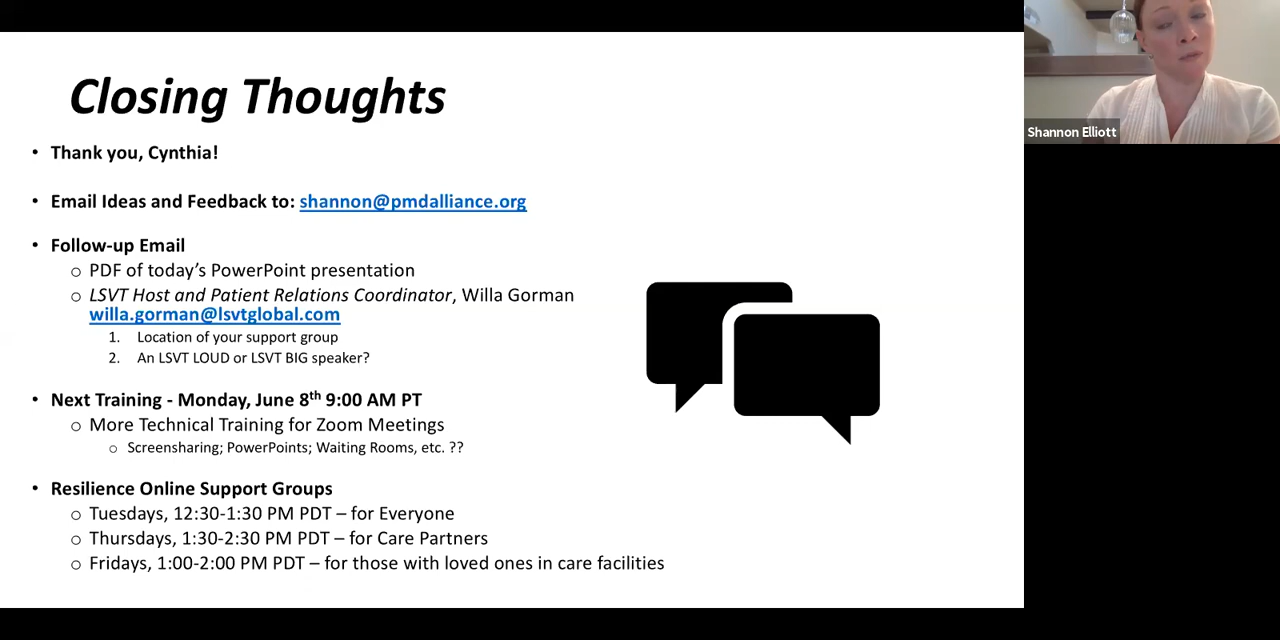 Closing Thoughts
• Thank you, Cynthia!
• Email Ideas and Feedback to: shannon@pmdalliance.org
• Follow-up Email
o PDF of today's PowerPoint presentation
o LSVT Host and Patient Relations Coordinator, Willa Gorman
willa.gorman@lsvtglobal.com
1. Location of your support group
2. An LSVT LOUD or LSVT BIG speaker?
• Next Training - Monday, June 8th 9:00 AM PT
o More Technical Training for Zoom Meetings
o Screensharing; PowerPoints; Waiting Rooms, etc. ??
• Resilience Online Support Groups
o Tuesdays, 12:30-1:30 PM PDT – for Everyone
o Thursdays, 1:30-2:30 PM PDT – for Care Partners
o Fridays, 1:00-2:00 PM PDT – for those with loved ones in care facilities
Shannon Elliott